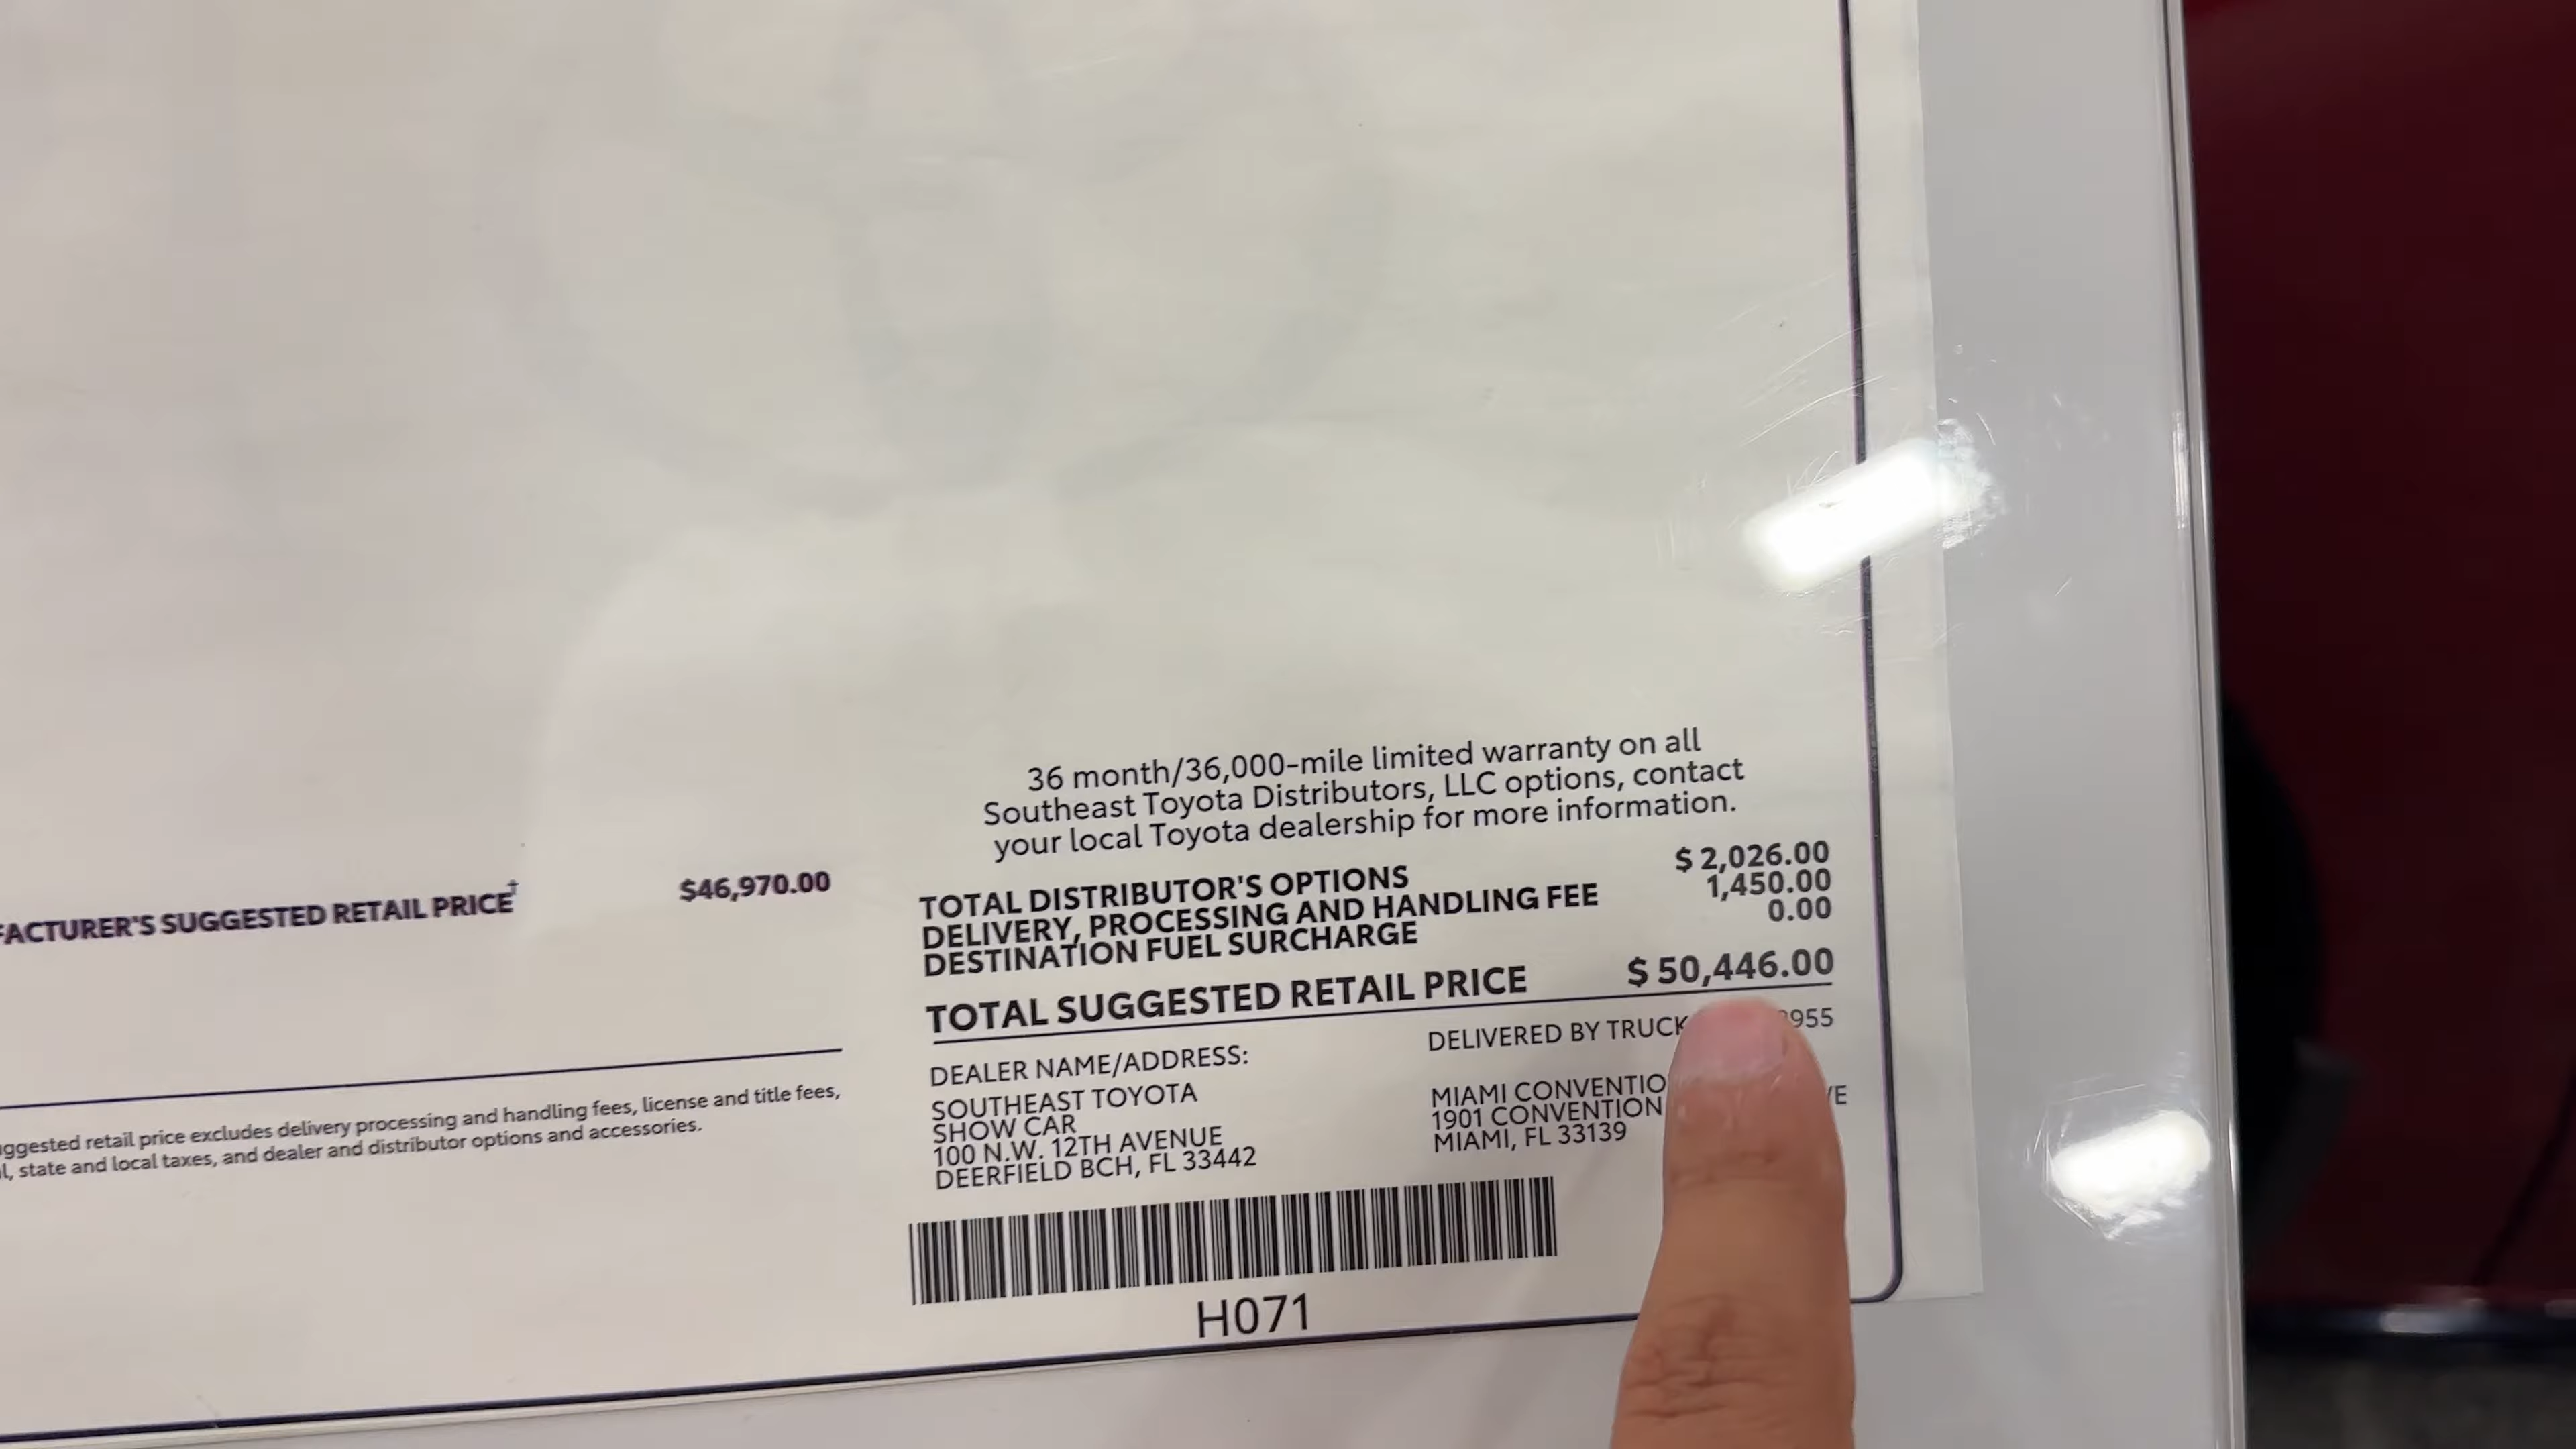 36 month/36,000-mile limited warranty on all
Southeast Toyota Distributors, LLC options, contact
your local Toyota dealership for more information.
SUGGESTED RETAIL PRICE† $46,970.00
TOTAL DISTRIBUTOR'S OPTIONS $ 2,026.00
DELIVERY, PROCESSING AND HANDLING FEE 1,450.00
DESTINATION FUEL SURCHARGE 0.00
TOTAL SUGGESTED RETAIL PRICE $ 50,446.00
retail price excludes delivery processing and handling fees, license and title fees,
state and local taxes, and dealer and distributor options and accessories.
DEALER NAME/ADDRESS:
SOUTHEAST TOYOTA
SHOW CAR
100 N.W. 12TH AVENUE
DEERFIELD BCH, FL 33442
DELIVERED BY TRUCK
MIAMI
1901 CONVENTION
MIAMI, FL 33139
H071